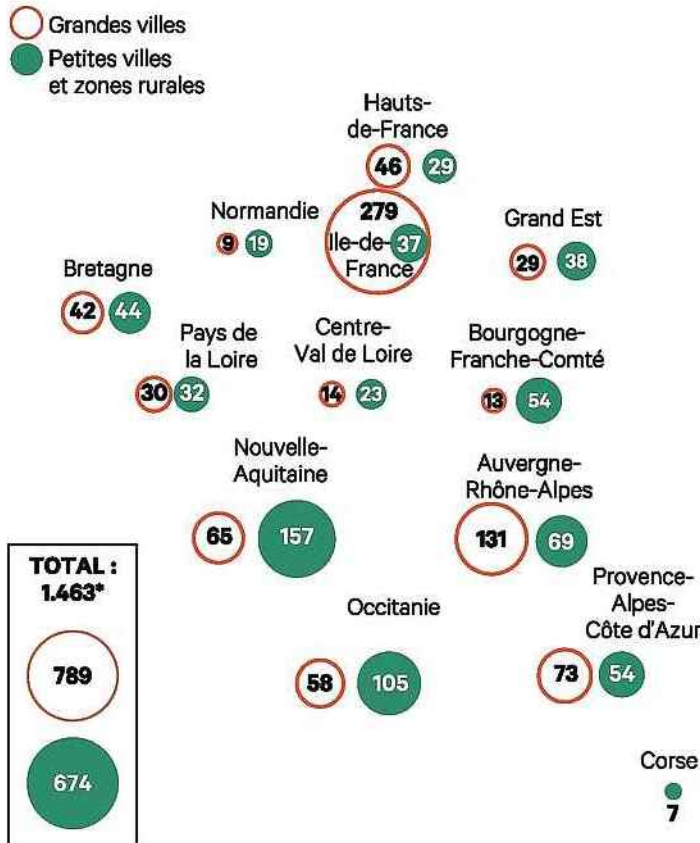 Grandes villes
Petites villes
et zones rurales
Hauts-
de-France
46 29
Normandie
9 19
279
Ile-de- 37
France
Grand Est
29 38
Bretagne
42 44
Pays de
la Loire
30 32
Centre-
Val de Loire
14 23
Bourgogne-
Franche-Comté
13 54
Nouvelle-
Aquitaine
65 157
Auvergne-
Rhône-Alpes
131 69
Occitanie
58 105
Provence-
Alpes-
Côte d'Azur
73 54
Corse
7
TOTAL :
1.463*
789
674